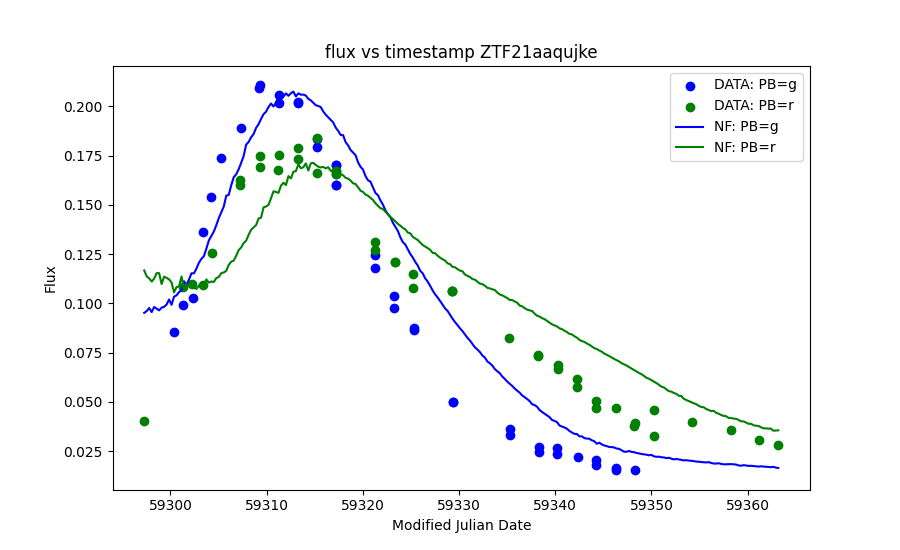 flux vs timestamp ZTF21aaqujke
DATA: PB=g
DATA: PB=r
NF: PB=g
NF: PB=r
0.200
0.175
0.150
0.125
0.100
0.075
0.050
0.025
Flux
59300 59310 59320 59330 59340 59350 59360
Modified Julian Date